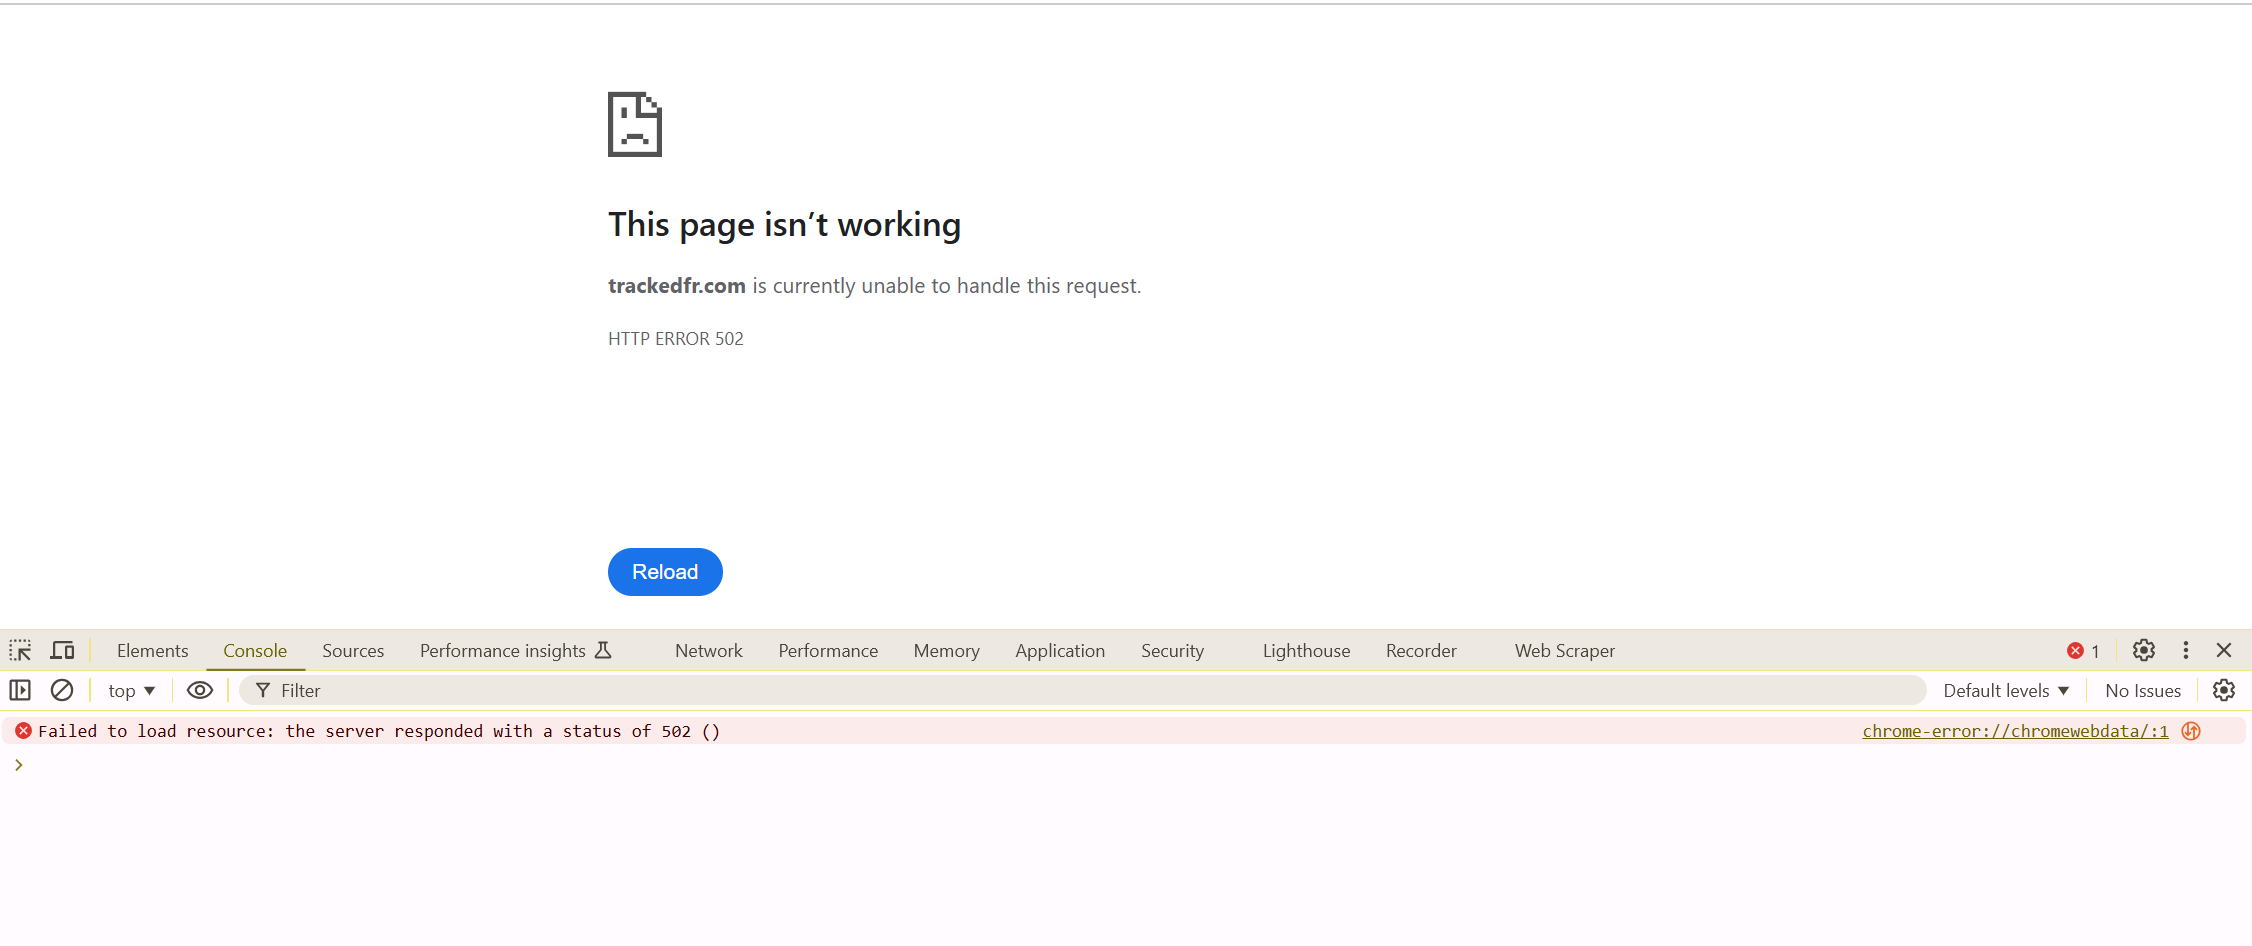 This page isn’t working
trackedfr.com is currently unable to handle this request.
HTTP ERROR 502
Reload
Elements Console Sources Performance insights Network Performance Memory Application Security Lighthouse Recorder Web Scraper 1
top Filter Default levels No Issues
Failed to load resource: the server responded with a status of 502 () chrome-error://chromewebdata/:1